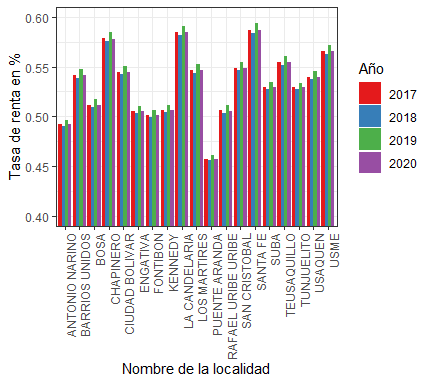 0.60
0.55
0.50
0.45
0.40
Tasa de renta en %
ANTONIO NARINO
BARRIOS UNIDOS
BOSA
CHAPINERO
CIUDAD BOLIVAR
ENGATIVA
FONTIBON
KENNEDY
LA CANDELARIA
LOS MARTIRES
PUENTE ARANDA
RAFAEL URIBE URIBE
SAN CRISTOBAL
SANTA FE
SUBA
TEUSAQUILLO
TUNJUELITO
USAQUEN
USME
Nombre de la localidad
Año
2017
2018
2019
2020